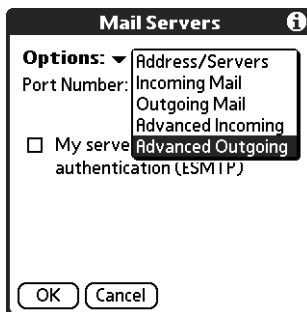 Mail Servers
Options:
Address/Servers
Port Number:
Incoming Mail
Outgoing Mail
Advanced Incoming
My serve
Advanced Outgoing
authentication (ESMTP)
OK
Cancel